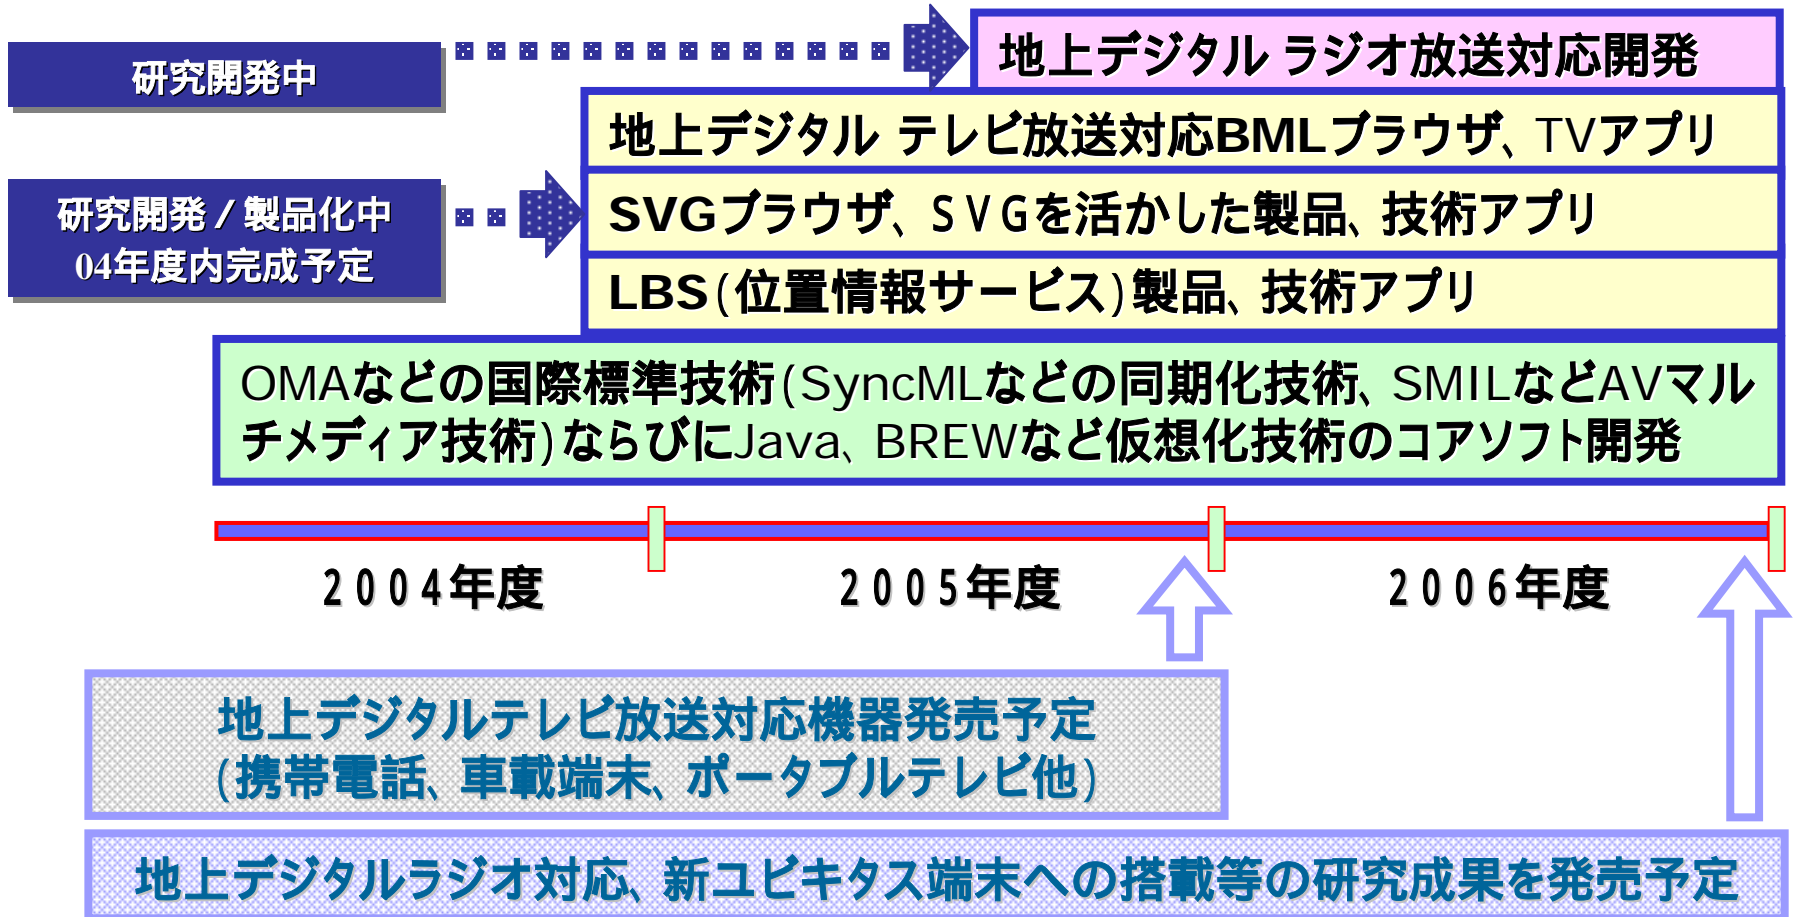 研究開発中
地上デジタル ラジオ放送対応開発
地上デジタル テレビ放送対応BMLブラウザ、TVアプリ
研究開発／製品化中
04年度内完成予定
SVGブラウザ、ＳＶＧを活かした製品、技術アプリ
LBS(位置情報サービス)製品、技術アプリ
OMAなどの国際標準技術(SyncMLなどの同期化技術、SMILなどAVマル
チメディア技術)ならびにJava、BREWなど仮想化技術のコアソフト開発
２００４年度
２００５年度
２００６年度
地上デジタルテレビ放送対応機器発売予定
(携帯電話、車載端末、ポータブルテレビ他)
地上デジタルラジオ対応、新ユビキタス端末への搭載等の研究成果を発売予定